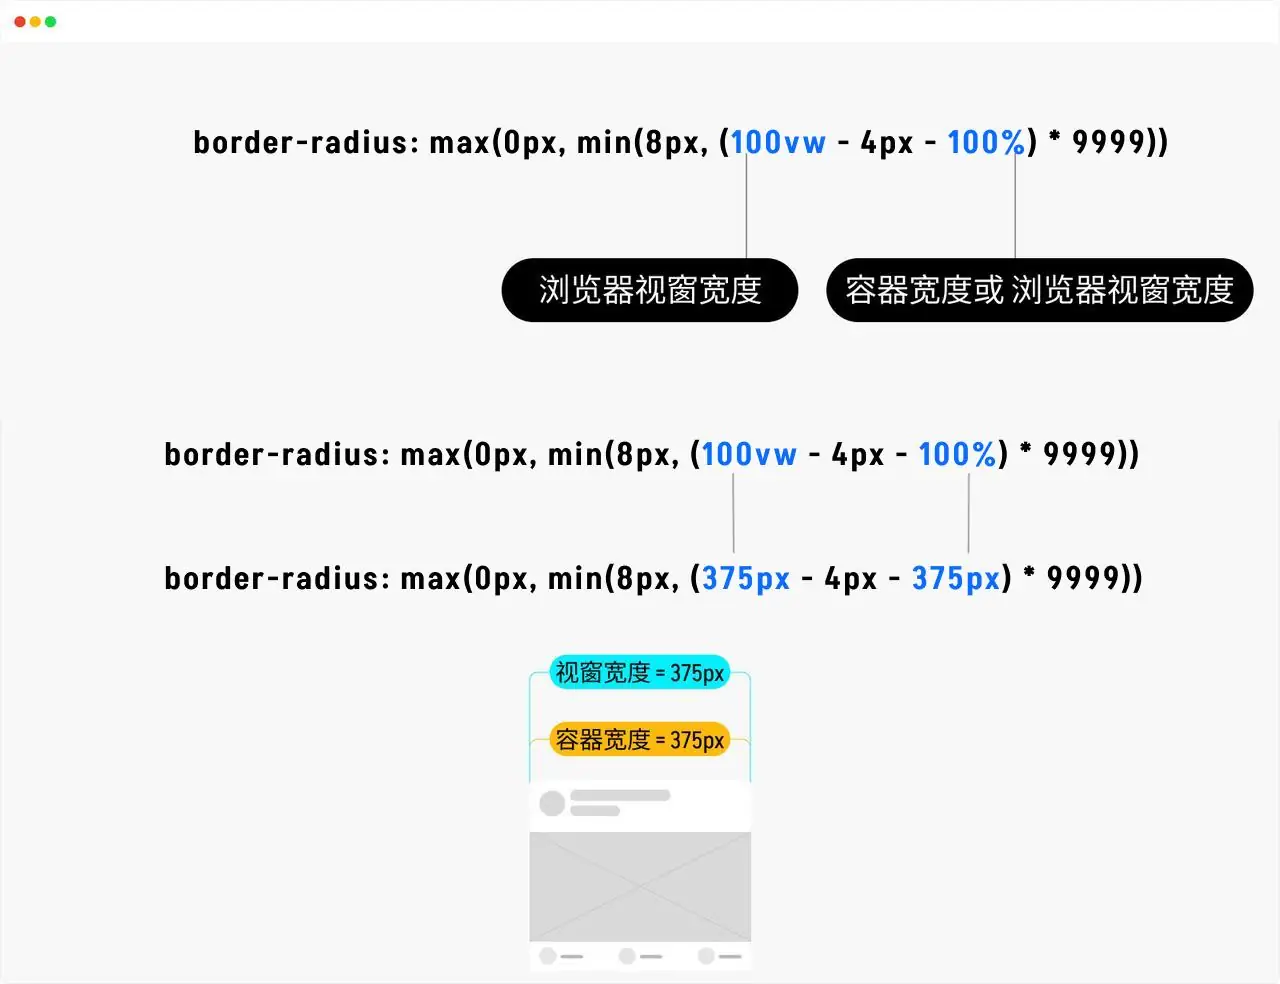 border-radius: max(0px, min(8px, (100vw - 4px - 100%) * 9999))
浏览器视窗宽度
容器宽度或 浏览器视窗宽度
border-radius: max(0px, min(8px, (100vw - 4px - 100%) * 9999))
border-radius: max(0px, min(8px, (375px - 4px - 375px) * 9999))
视窗宽度 = 375px
容器宽度 = 375px